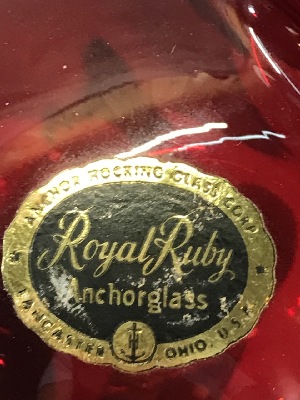 ANCHOR HOCKING GLASS CORP.
Royal Ruby
Anchorglass
LANCASTER OHIO, U.S.A.